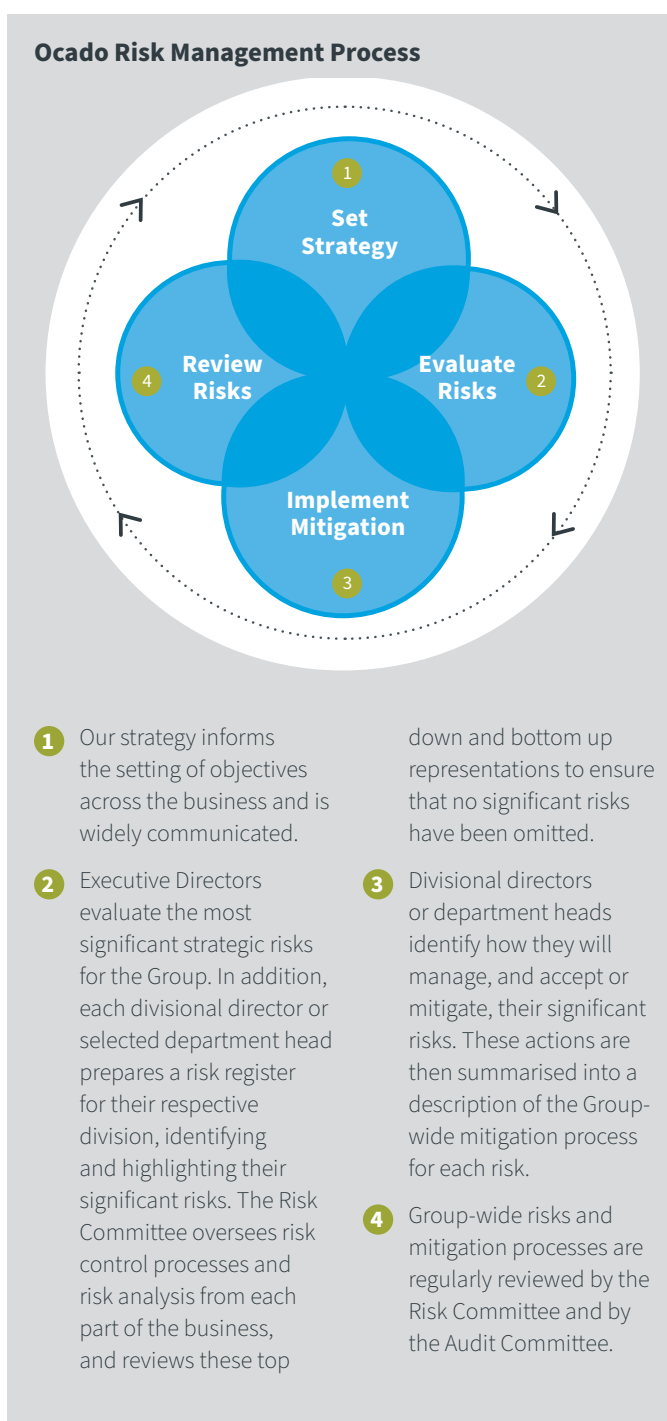 Ocado Risk Management Process
1
Set
Strategy
Evaluate
Risks
2
Implement
Mitigation
3
Review
Risks
4
1 Our strategy informs
the setting of objectives
across the business and is
widely communicated.
2 Executive Directors
evaluate the most
significant strategic risks
for the Group. In addition,
each divisional director or
selected department head
prepares a risk register
for their respective
division, identifying
and highlighting their
significant risks. The Risk
Committee oversees risk
control processes and
risk analysis from each
part of the business,
and reviews these top
down and bottom up
representations to ensure
that no significant risks
have been omitted.
3 Divisional directors
or department heads
identify how they will
manage, and accept or
mitigate, their significant
risks. These actions are
then summarised into a
description of the Group-
wide mitigation process
for each risk.
4 Group-wide risks and
mitigation processes are
regularly reviewed by the
Risk Committee and by
the Audit Committee.